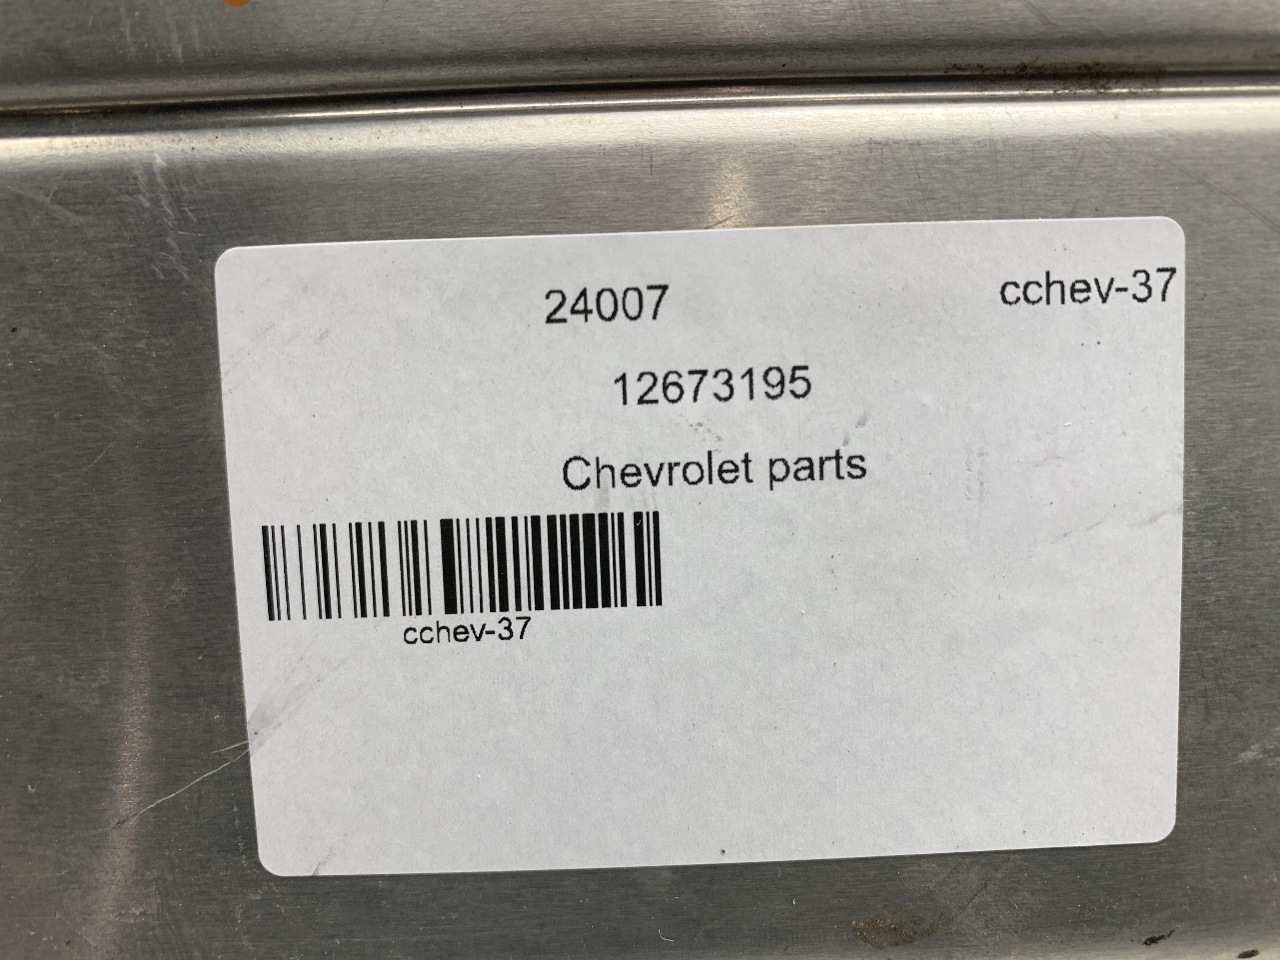 24007
cchev-37
12673195
Chevrolet parts
cchev-37